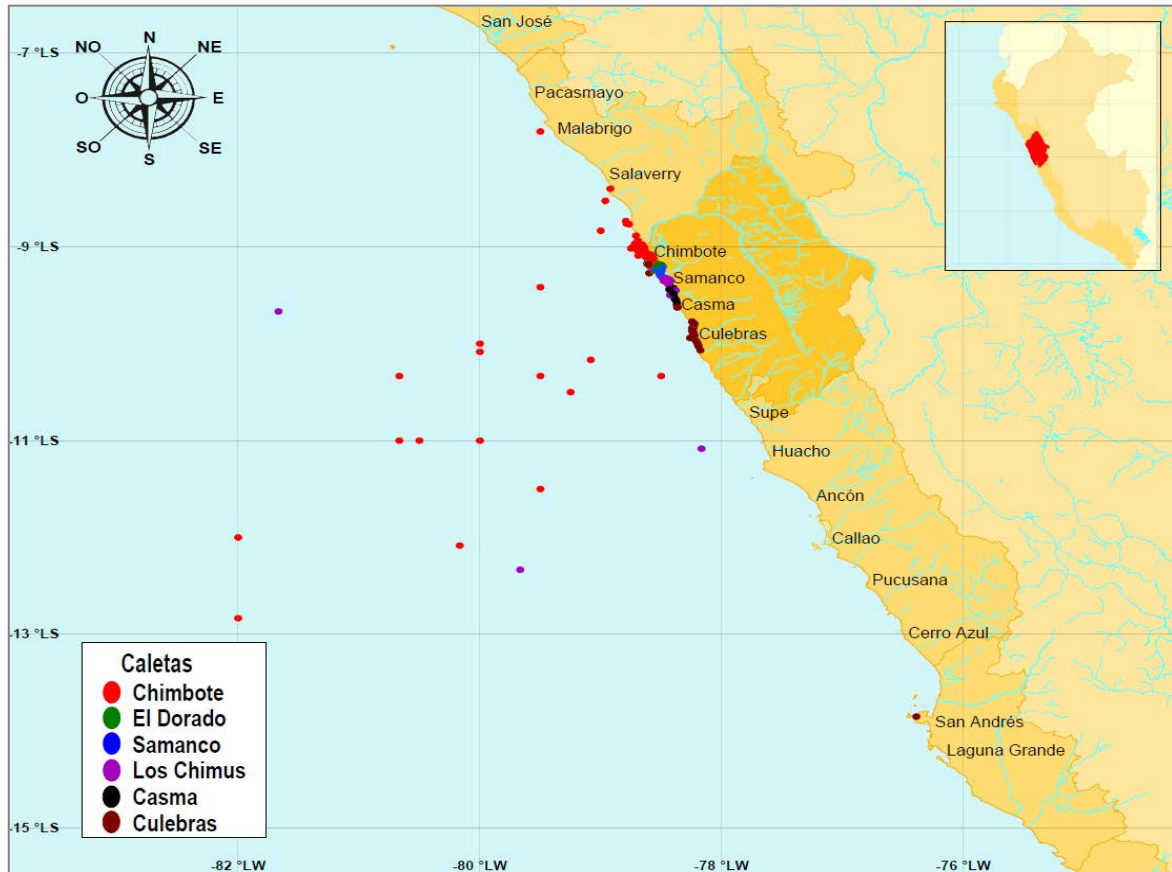 San José
-7 °LS
N
NO
NE
O
E
SO
SE
S
Pacasmayo
Malabrigo
Salaverry
-9 °LS
Chimbote
Samanco
Casma
Culebras
Supe
-11 °LS
Huacho
Ancón
Callao
Pucusana
-13 °LS
Cerro Azul
San Andrés
Laguna Grande
Caletas
Chimbote
El Dorado
Samanco
Los Chimus
Casma
Culebras
-15 °LS
-82 °LW
-80 °LW
-78 °LW
-76 °LW